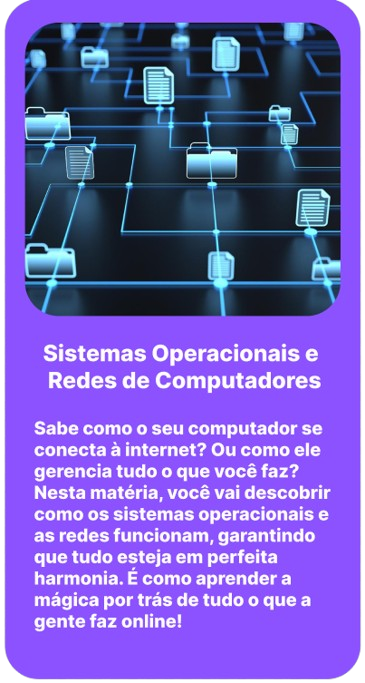 Sistemas Operacionais e
Redes de Computadores
Sabe como o seu computador se
conecta à internet? Ou como ele
gerencia tudo o que você faz?
Nesta matéria, você vai descobrir
como os sistemas operacionais e
as redes funcionam, garantindo
que tudo esteja em perfeita
harmonia. É como aprender a
mágica por trás de tudo o que a
gente faz online!